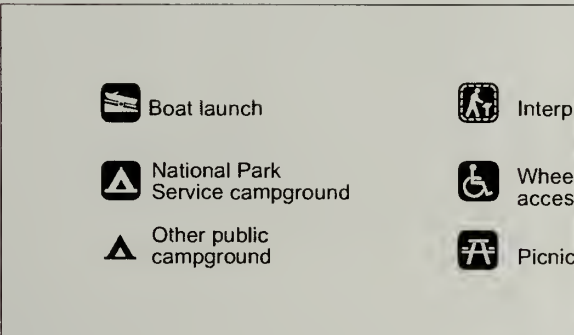 Boat launch
National Park
Service campground
Other public
campground
Interp
Whee
acces
Picnic